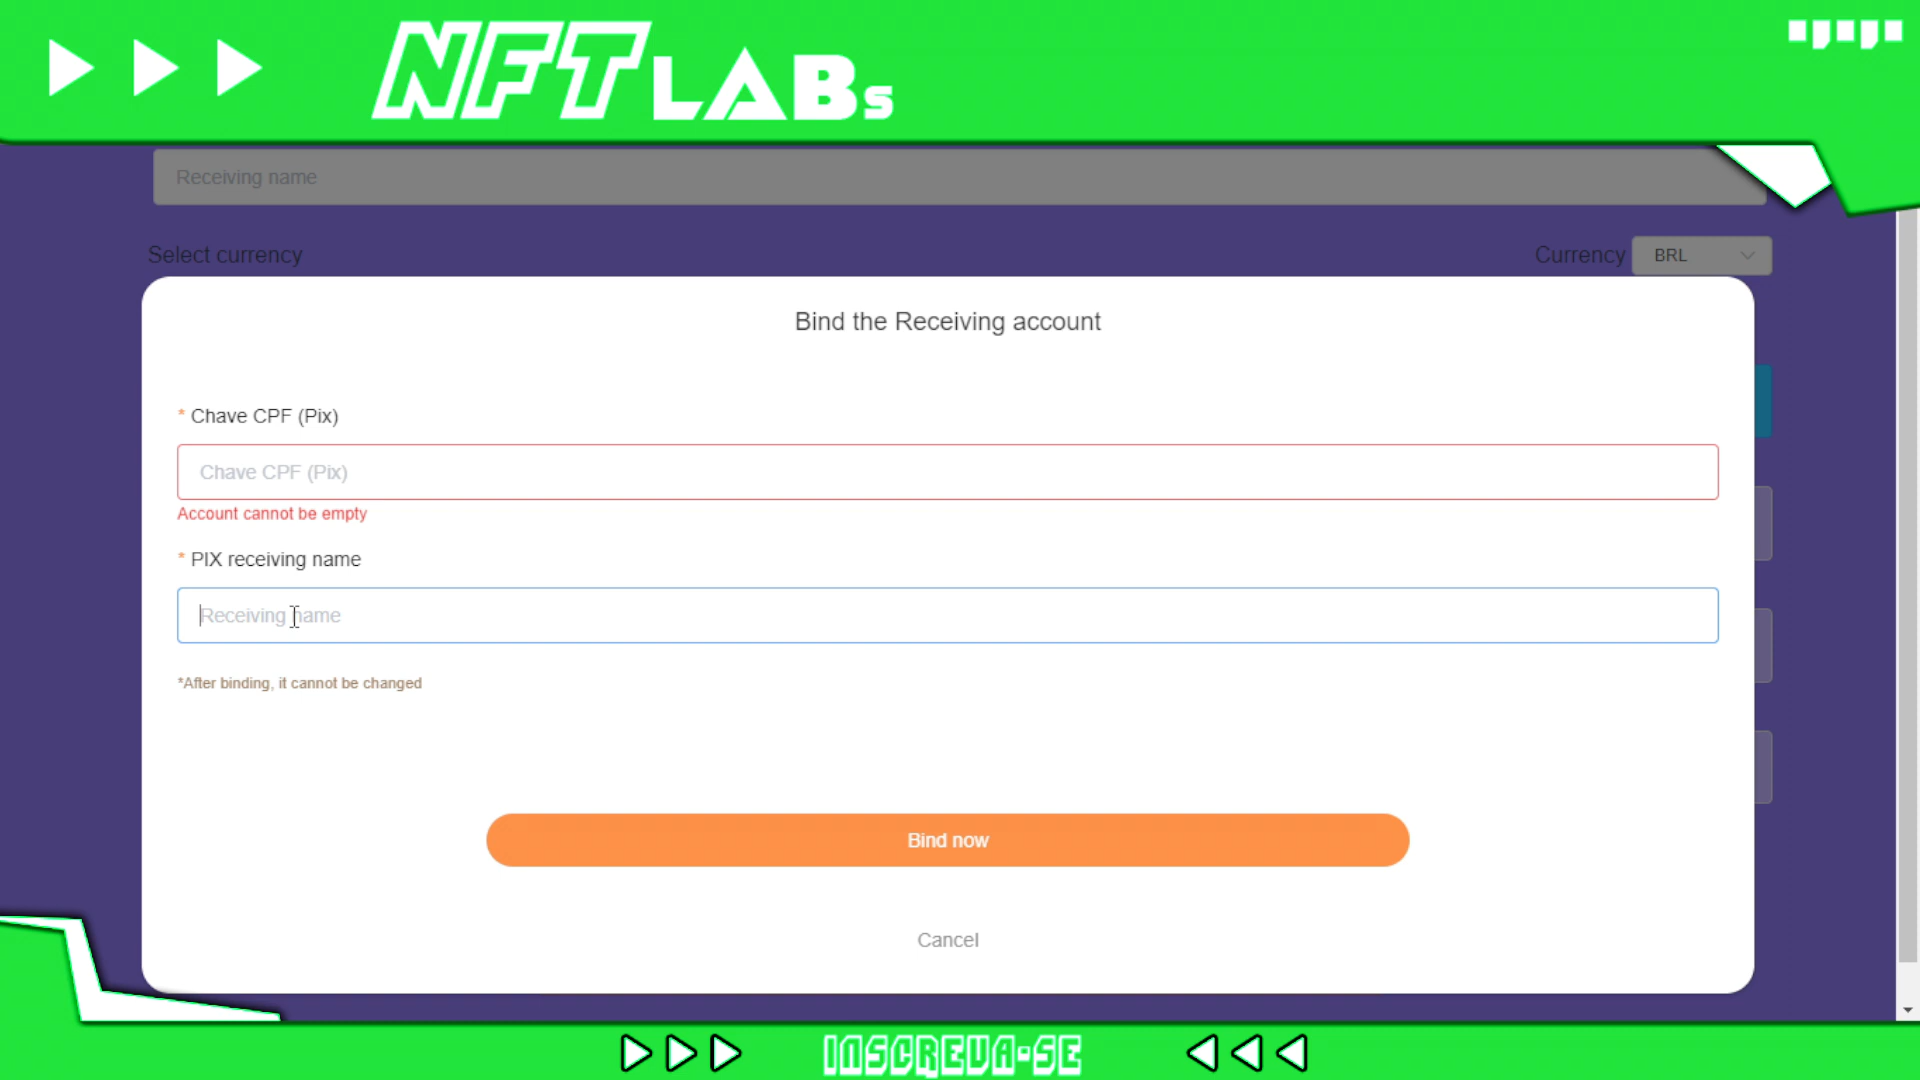 NFT LABs
Receiving name
Select currency
Currency BRL
Bind the Receiving account
* Chave CPF (Pix)
Chave CPF (Pix)
Account cannot be empty
* PIX receiving name
Receiving name
*After binding, it cannot be changed
Bind now
Cancel
INSCREVA-SE